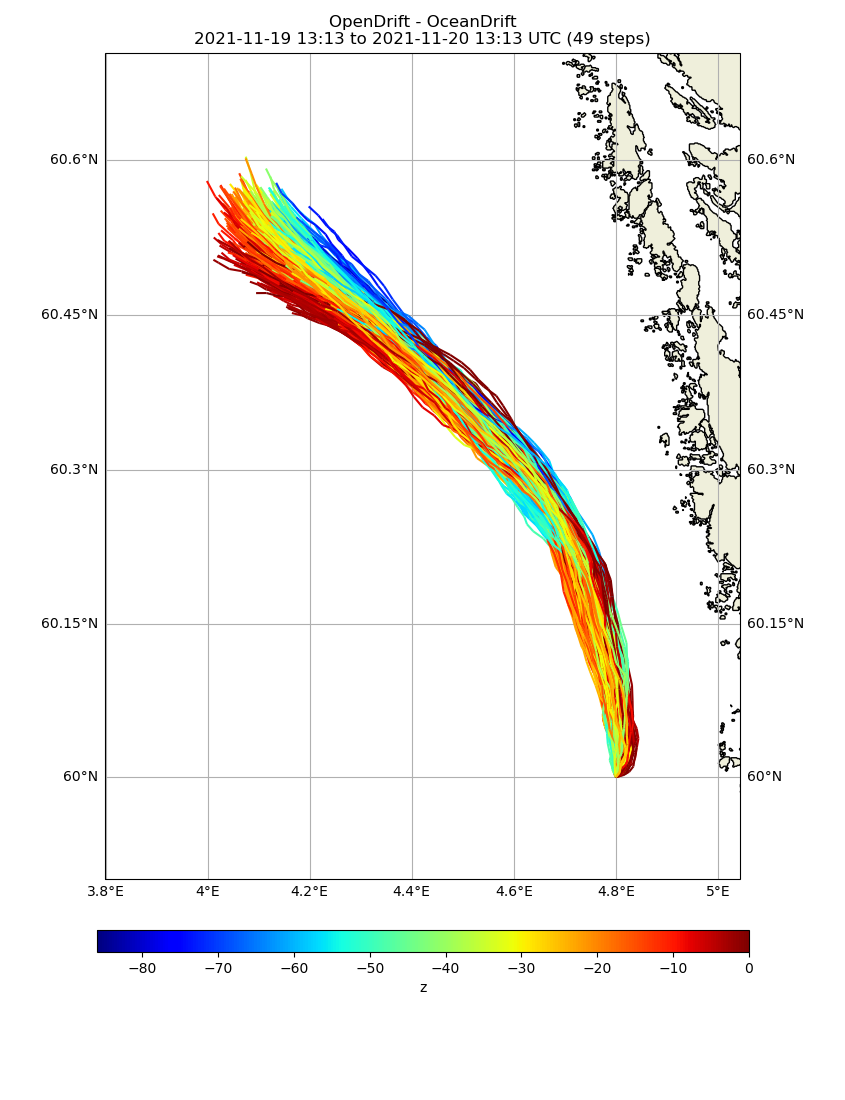 OpenDrift - OceanDrift
2021-11-19 13:13 to 2021-11-20 13:13 UTC (49 steps)
60.6°N 60.6°N
60.45°N 60.45°N
60.3°N 60.3°N
60.15°N 60.15°N
60°N 60°N
3.8°E 4°E 4.2°E 4.4°E 4.6°E 4.8°E 5°E
−80 −70 −60 −50 −40 −30 −20 −10 0
z